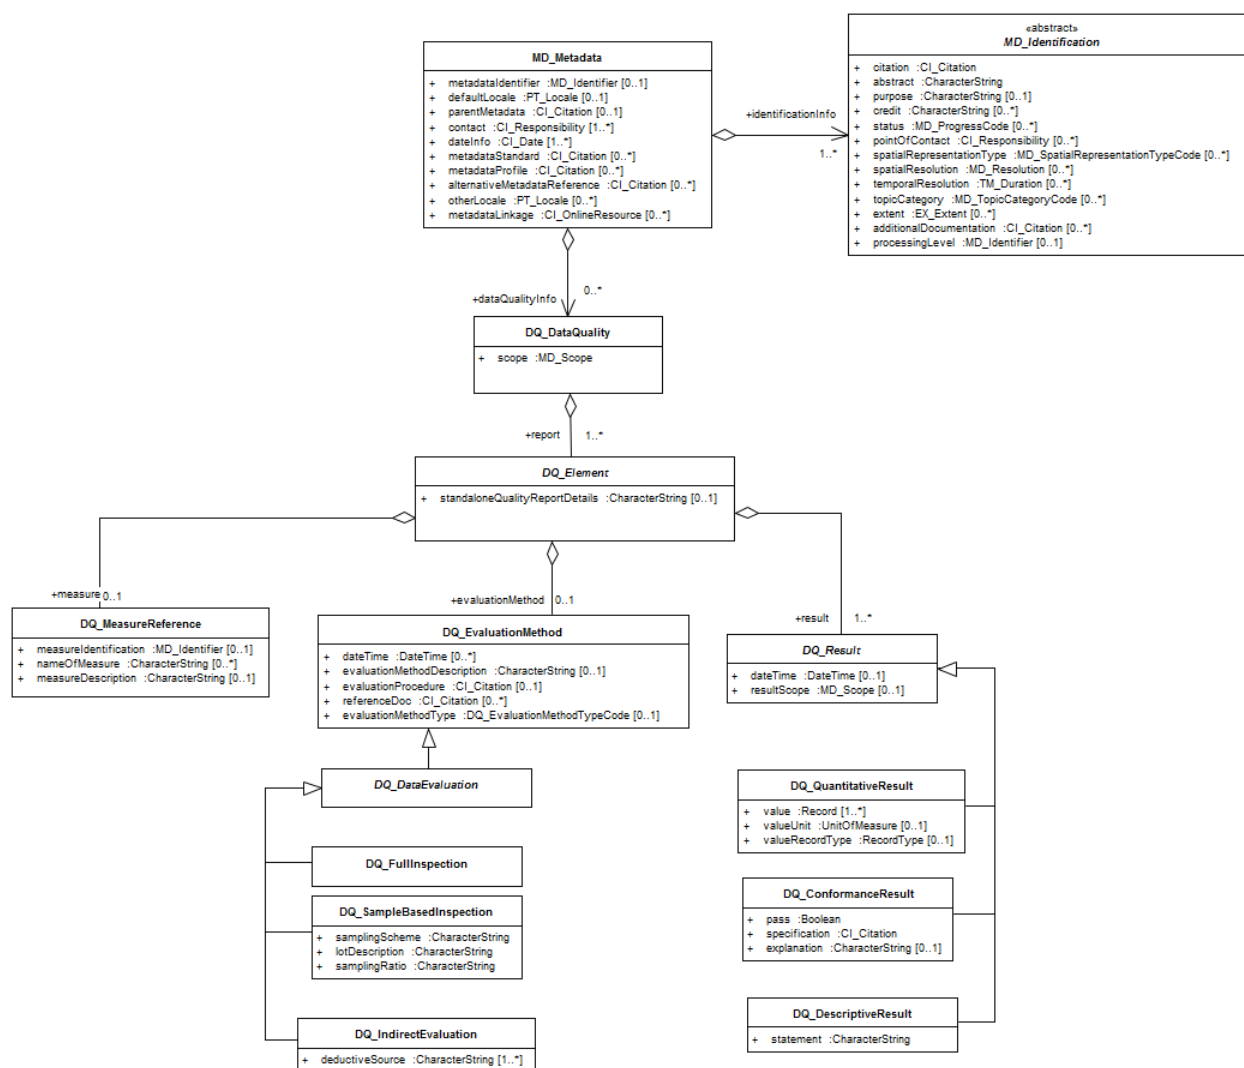 MD_Metadata
+ metadataIdentifier :MD_Identifier [0..1]
+ defaultLocale :PT_Locale [0..1]
+ parentMetadata :CI_Citation [0..1]
+ contact :CI_Responsibility [1..*]
+ dateInfo :CI_Date [1..*]
+ metadataStandard :CI_Citation [0..*]
+ metadataProfile :CI_Citation [0..*]
+ alternativeMetadataReference :CI_Citation [0..*]
+ otherLocale :PT_Locale [0..*]
+ metadataLinkage :CI_OnlineResource [0..*]
+identificationInfo
1..*
«abstract»
MD_Identification
+ citation :CI_Citation
+ abstract :CharacterString
+ purpose :CharacterString [0..1]
+ credit :CharacterString [0..*]
+ status :MD_ProgressCode [0..*]
+ pointOfContact :CI_Responsibility [0..*]
+ spatialRepresentationType :MD_SpatialRepresentationTypeCode [0..*]
+ spatialResolution :MD_Resolution [0..*]
+ temporalResolution :TM_Duration [0..*]
+ topicCategory :MD_TopicCategoryCode [0..*]
+ extent :EX_Extent [0..*]
+ additionalDocumentation :CI_Citation [0..*]
+ processingLevel :MD_Identifier [0..1]
+dataQualityInfo
0..*
DQ_DataQuality
+ scope :MD_Scope
+report
1..*
DQ_Element
+ standaloneQualityReportDetails :CharacterString [0..1]
+measure
0..1
DQ_MeasureReference
+ measureIdentification :MD_Identifier [0..1]
+ nameOfMeasure :CharacterString [0..*]
+ measureDescription :CharacterString [0..1]
+evaluationMethod
0..1
DQ_EvaluationMethod
+ dateTime :DateTime [0..*]
+ evaluationMethodDescription :CharacterString [0..1]
+ evaluationProcedure :CI_Citation [0..1]
+ referenceDoc :CI_Citation [0..*]
+ evaluationMethodType :DQ_EvaluationMethodTypeCode [0..1]
+result
1..*
DQ_Result
+ dateTime :DateTime [0..1]
+ resultScope :MD_Scope [0..1]
DQ_DataEvaluation
DQ_FullInspection
DQ_SampleBasedInspection
+ samplingScheme :CharacterString
+ lotDescription :CharacterString
+ samplingRatio :CharacterString
DQ_IndirectEvaluation
+ deductiveSource :CharacterString [1..*]
DQ_QuantitativeResult
+ value :Record [1..*]
+ valueUnit :UnitOfMeasure [0..1]
+ valueRecordType :RecordType [0..1]
DQ_ConformanceResult
+ pass :Boolean
+ specification :CI_Citation
+ explanation :CharacterString [0..1]
DQ_DescriptiveResult
+ statement :CharacterString